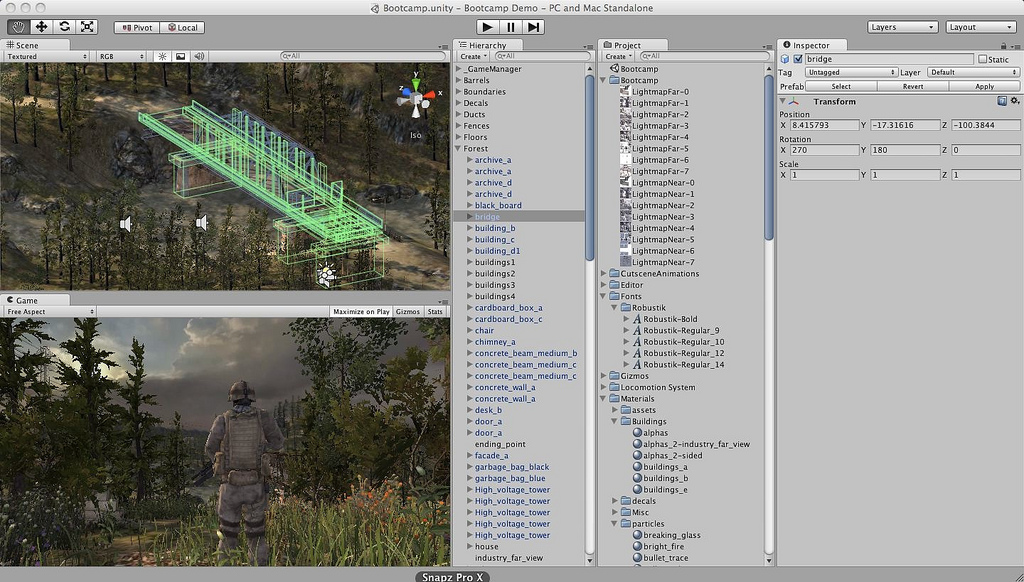 Bootcamp.unity – Bootcamp Demo – PC and Mac Standalone
Pivot Local Layers Layout
Scene
Textured RGB All
y x z
Iso
Game
Free Aspect Maximize on Play Gizmos Stats
Hierarchy
Create All
_GameManager
Barrels
Boundaries
Decals
Ducts
Fences
Floors
Forest
archive_a
archive_a
archive_d
archive_d
black_board
bridge
building_b
building_c
building_d1
buildings1
buildings2
buildings3
buildings4
cardboard_box_a
cardboard_box_c
chair
chimney_a
concrete_beam_medium_b
concrete_beam_medium_c
concrete_beam_medium_c
concrete_wall_a
concrete_wall_a
desk_b
door_a
door_a
ending_point
facade_a
garbage_bag_black
garbage_bag_blue
High_voltage_tower
High_voltage_tower
High_voltage_tower
High_voltage_tower
High_voltage_tower
house
industry_far_view
Project
Create All
Bootcamp
Bootcamp
LightmapFar-0
LightmapFar-1
LightmapFar-2
LightmapFar-3
LightmapFar-4
LightmapFar-5
LightmapFar-6
LightmapFar-7
LightmapNear-0
LightmapNear-1
LightmapNear-2
LightmapNear-3
LightmapNear-4
LightmapNear-5
LightmapNear-6
LightmapNear-7
CutsceneAnimations
Editor
Fonts
Robustik
Robustik-Bold
Robustik-Regular_9
Robustik-Regular_10
Robustik-Regular_12
Robustik-Regular_14
Gizmos
Locomotion System
Materials
assets
Buildings
alphas
alphas_2-industry_far_view
alphas_2-sided
buildings_a
buildings_b
buildings_e
decals
Misc
particles
breaking_glass
bright_fire
bullet_trace
Inspector
bridge Static
Tag Untagged Layer Default
Prefab Select Revert Apply
Transform
Position
X 8.415793 Y -17.31616 Z -100.3844
Rotation
X 270 Y 180 Z 0
Scale
X 1 Y 1 Z 1
Snapz Pro X